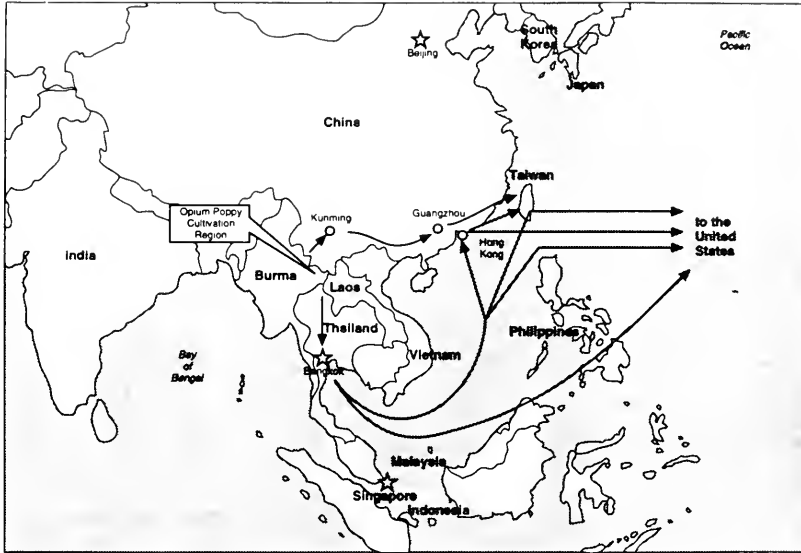 South
Korea
Pacific
Ocean
Beijing
Japan
China
Taiwan
Opium Poppy
Cultivation
Region
Kunming
Guangzhou
Hong
Kong
to the
United
States
India
Burma
Laos
Thailand
Philippines
Vietnam
Bay
of
Bengal
Bangkok
Malaysia
Singapore
Indonesia